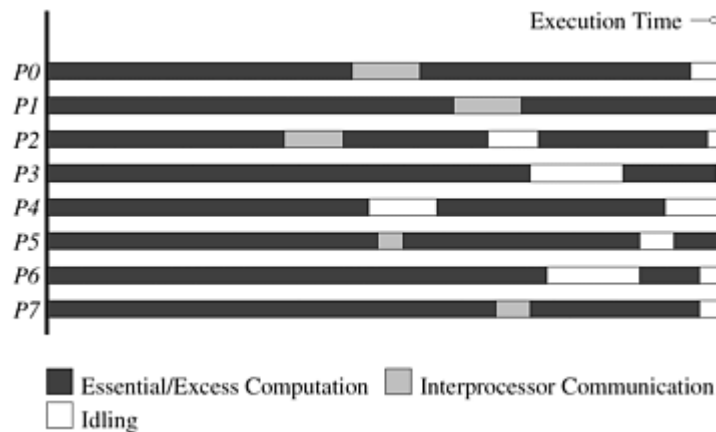 Execution Time
P0
P1
P2
P3
P4
P5
P6
P7
Essential/Excess Computation Interprocessor Communication
Idling